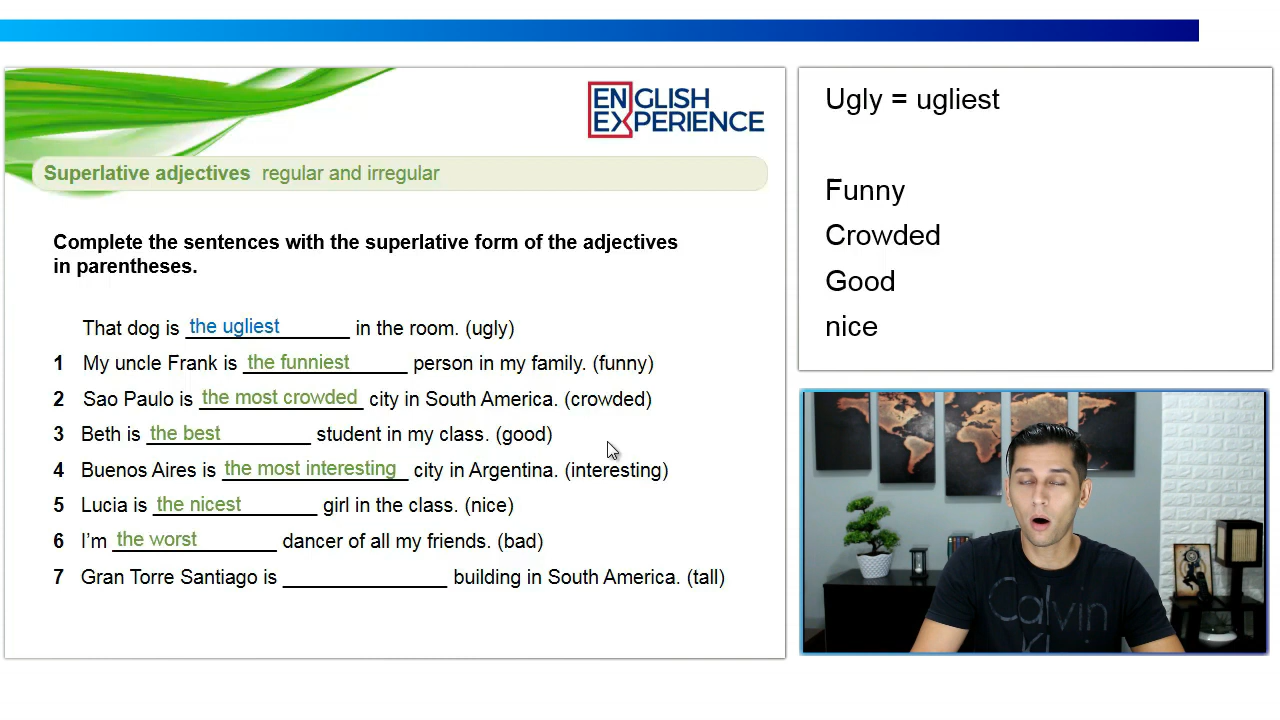 ENGLISH
EXPERIENCE
Superlative adjectives regular and irregular
Complete the sentences with the superlative form of the adjectives
in parentheses.
That dog is the ugliest in the room. (ugly)
1 My uncle Frank is the funniest person in my family. (funny)
2 Sao Paulo is the most crowded city in South America. (crowded)
3 Beth is the best student in my class. (good)
4 Buenos Aires is the most interesting city in Argentina. (interesting)
5 Lucia is the nicest girl in the class. (nice)
6 I'm the worst dancer of all my friends. (bad)
7 Gran Torre Santiago is ________________ building in South America. (tall)
Ugly = ugliest
Funny
Crowded
Good
nice
Calvin